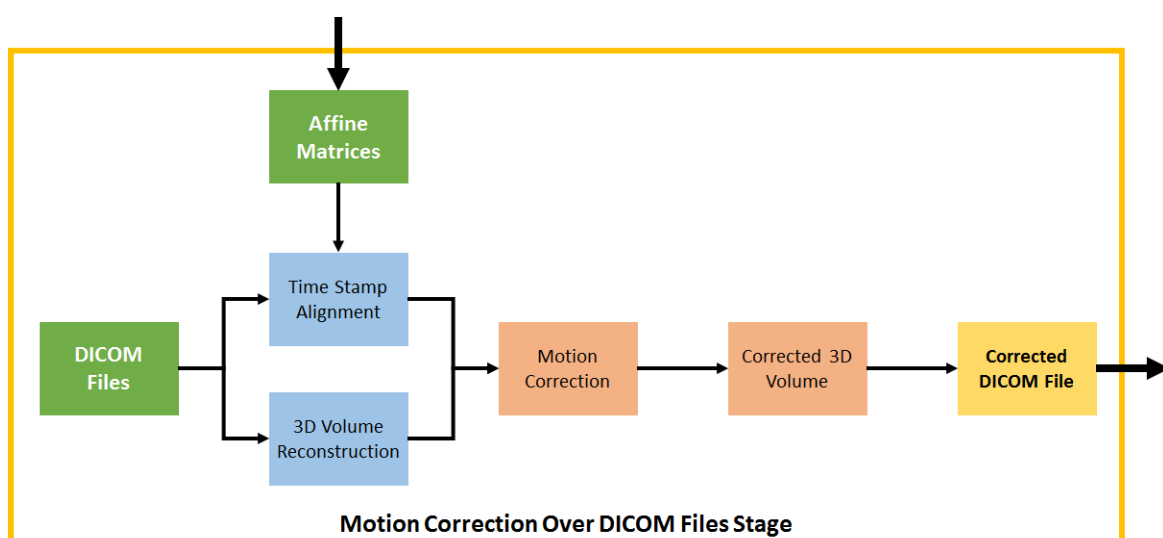 Affine
Matrices
Time Stamp
Alignment
DICOM
Files
3D Volume
Reconstruction
Motion
Correction
Corrected 3D
Volume
Corrected
DICOM File
Motion Correction Over DICOM Files Stage